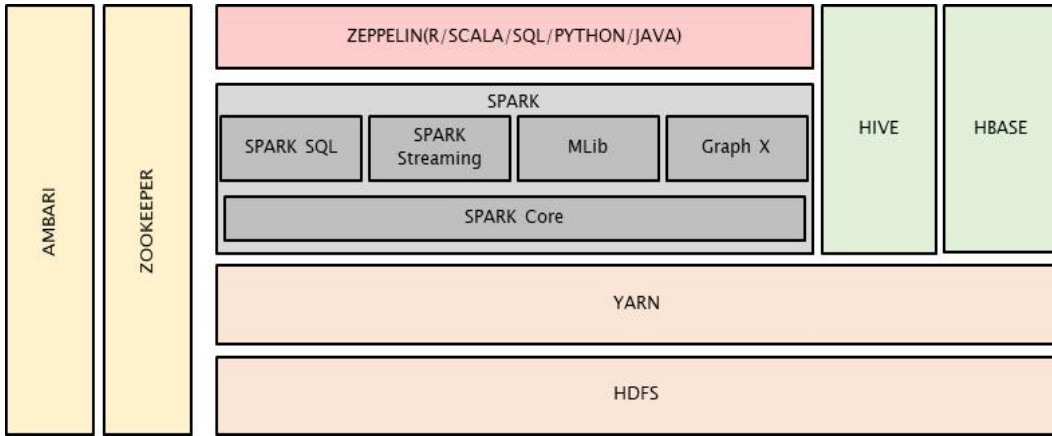 AMBARI
ZOOKEEPER
ZEPPELIN(R/SCALA/SQL/PYTHON/JAVA)
SPARK
SPARK SQL
SPARK
Streaming
MLib
Graph X
SPARK Core
HIVE
HBASE
YARN
HDFS